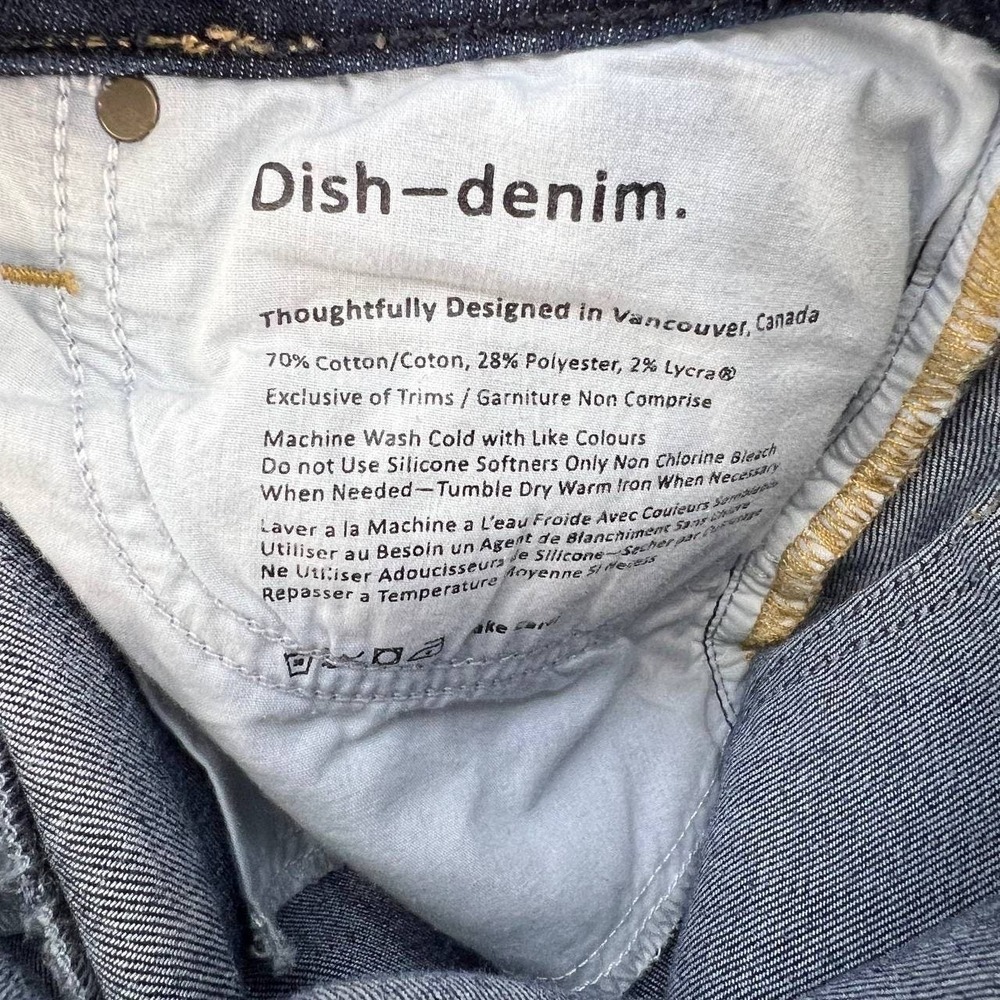 Dish—denim.
Thoughtfully Designed in Vancouver, Canada
70% Cotton/Coton, 28% Polyester, 2% Lycra®
Exclusive of Trims / Garniture Non Comprise
Machine Wash Cold with Like Colours
Do not Use Silicone Softners Only Non Chlorine Bleach
When Needed—Tumble Dry Warm Iron When Necessary
Laver a la Machine a L'eau Froide Avec Couleurs
Utiliser au Besoin un Agent de Blanchiment Sans
Ne Utiliser Adoucisseurs de Silicone—Secher par
Repasser a Temperature Moyenne Si